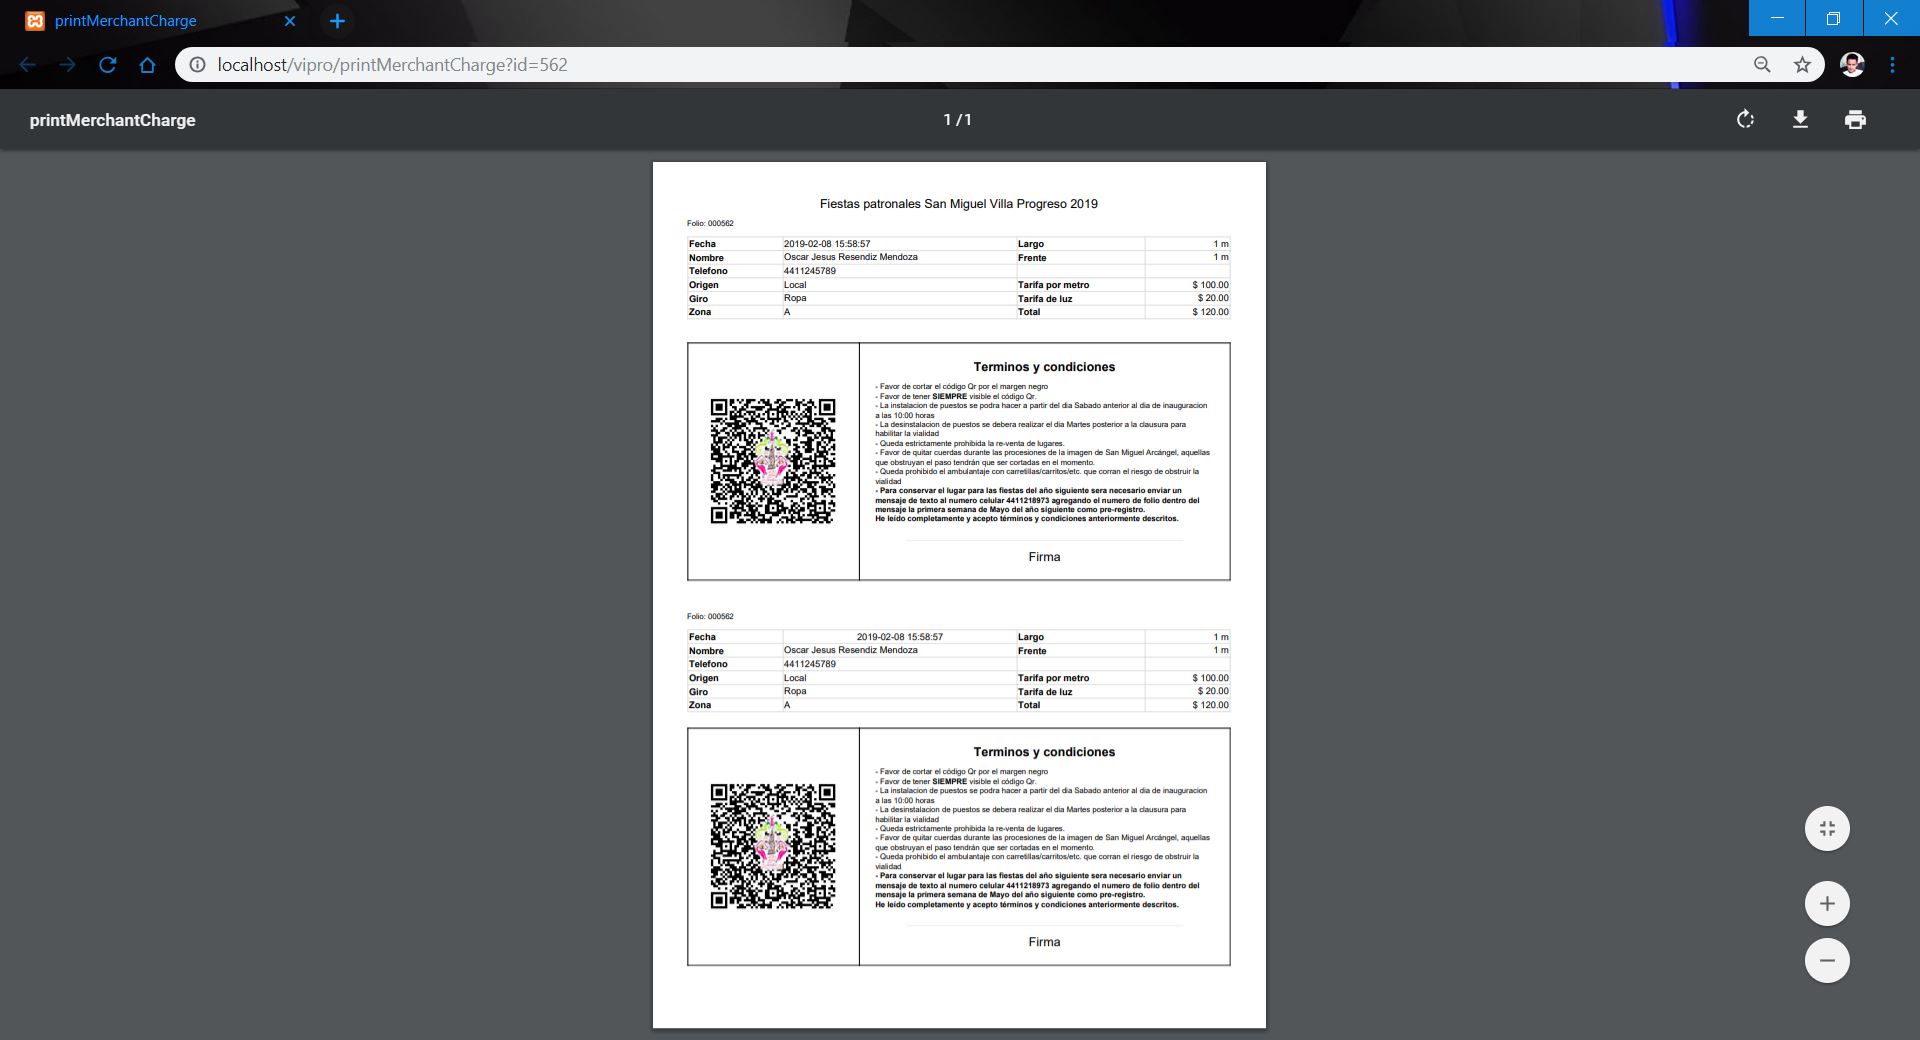 printMerchantCharge
localhost/vipro/printMerchantCharge?id=562
printMerchantCharge
1 / 1
Fiestas patronales San Miguel Villa Progreso 2019
Folio: 000562
Fecha 2019-02-08 15:58:57 Largo 1 m
Nombre Oscar Jesus Resendiz Mendoza Frente 1 m
Telefono 4411245789
Origen Local Tarifa por metro $ 100.00
Giro Ropa Tarifa de luz $ 20.00
Zona A Total $ 120.00
Terminos y condiciones
- Favor de cortar el código Qr por el margen negro
- Favor de tener SIEMPRE visible el código Qr.
- La instalacion de puestos se podra hacer a partir del dia Sabado anterior al dia de inauguracion
a las 10:00 horas
- La desinstalacion de puestos se debera realizar el dia Martes posterior a la clausura para
habilitar la vialidad
- Queda estrictamente prohibida la re-venta de lugares.
- Favor de quitar cuerdas durante las procesiones de la imagen de San Miguel Arcángel, aquellas
que obstruyan el paso tendrán que ser cortadas en el momento.
- Queda prohibido el ambulantaje con carretillas/carritos/etc. que corran el riesgo de obstruir la
vialidad
- Para conservar el lugar para las fiestas del año siguiente sera necesario enviar un
mensaje de texto al numero celular 4411218973 agregando el numero de folio dentro del
mensaje la primera semana de Mayo del año siguiente como pre-registro.
He leido completamente y acepto términos y condiciones anteriormente descritos.
Firma
Folio: 000562
Fecha 2019-02-08 15:58:57 Largo 1 m
Nombre Oscar Jesus Resendiz Mendoza Frente 1 m
Telefono 4411245789
Origen Local Tarifa por metro $ 100.00
Giro Ropa Tarifa de luz $ 20.00
Zona A Total $ 120.00
Terminos y condiciones
- Favor de cortar el código Qr por el margen negro
- Favor de tener SIEMPRE visible el código Qr.
- La instalacion de puestos se podra hacer a partir del dia Sabado anterior al dia de inauguracion
a las 10:00 horas
- La desinstalacion de puestos se debera realizar el dia Martes posterior a la clausura para
habilitar la vialidad
- Queda estrictamente prohibida la re-venta de lugares.
- Favor de quitar cuerdas durante las procesiones de la imagen de San Miguel Arcángel, aquellas
que obstruyan el paso tendrán que ser cortadas en el momento.
- Queda prohibido el ambulantaje con carretillas/carritos/etc. que corran el riesgo de obstruir la
vialidad
- Para conservar el lugar para las fiestas del año siguiente sera necesario enviar un
mensaje de texto al numero celular 4411218973 agregando el numero de folio dentro del
mensaje la primera semana de Mayo del año siguiente como pre-registro.
He leido completamente y acepto términos y condiciones anteriormente descritos.
Firma